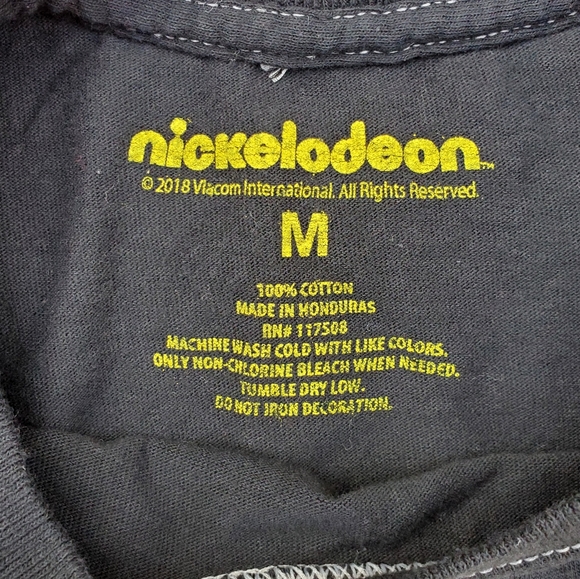 nickelodeon™
© 2018 Viacom International. All Rights Reserved.
M
100% COTTON
MADE IN HONDURAS
RN# 117508
MACHINE WASH COLD WITH LIKE COLORS.
ONLY NON-CHLORINE BLEACH WHEN NEEDED.
TUMBLE DRY LOW.
DO NOT IRON DECORATION.